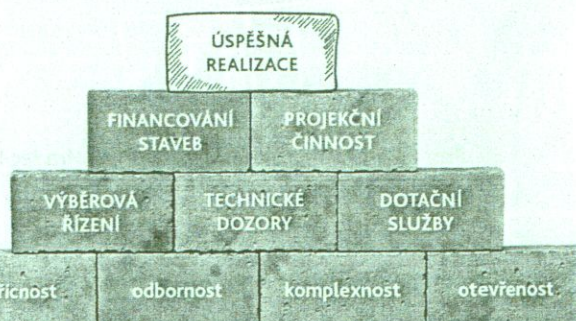 ÚSPĚŠNÁ
REALIZACE
FINANCOVÁNÍ
STAVEB
PROJEKČNÍ
ČINNOST
VÝBĚROVÁ
ŘÍZENÍ
TECHNICKÉ
DOZORY
DOTAČNÍ
SLUŽBY
odbornost
komplexnost
otevřenost